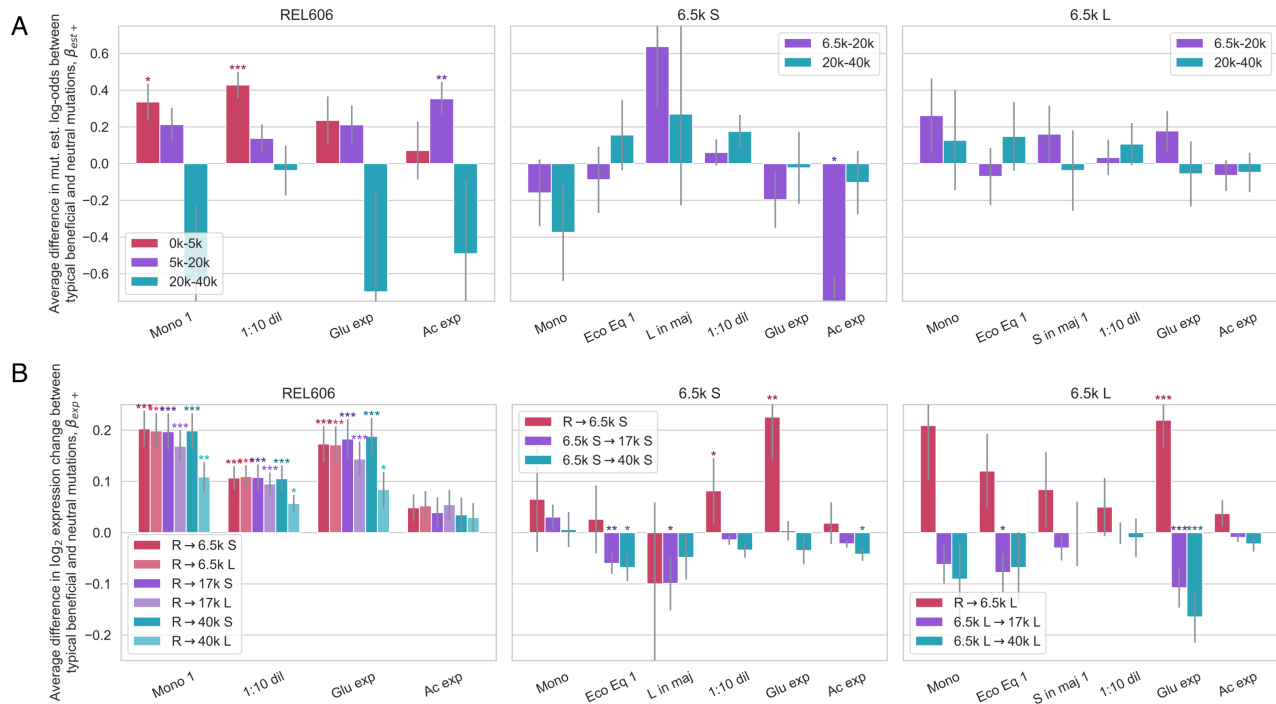 A
Average difference in mut. est. log-odds between
typical beneficial and neutral mutations, βest +
REL606
0.6
0.4
0.2
0.0
−0.2
−0.4
−0.6
*
***
**
0k-5k
5k-20k
20k-40k
Mono 1
1:10 dil
Glu exp
Ac exp
6.5k S
6.5k-20k
20k-40k
*
Mono
Eco Eq 1
L in maj
1:10 dil
Glu exp
Ac exp
6.5k L
6.5k-20k
20k-40k
Mono
Eco Eq 1
S in maj 1
1:10 dil
Glu exp
Ac exp
B
Average difference in log2 expression change between
typical beneficial and neutral mutations, βexp +
REL606
0.2
0.1
0.0
−0.1
−0.2
*** *** *** *** *** **
*** *** *** *** *** *
*** *** *** *** *** *
R→6.5k S
R→6.5k L
R→17k S
R→17k L
R→40k S
R→40k L
Mono 1
1:10 dil
Glu exp
Ac exp
6.5k S
R→6.5k S
6.5k S→17k S
6.5k S→40k S
** * * * ** *
Mono
Eco Eq 1
L in maj
1:10 dil
Glu exp
Ac exp
6.5k L
* *** *** ***
R→6.5k L
6.5k L→17k L
6.5k L→40k L
Mono
Eco Eq 1
S in maj 1
1:10 dil
Glu exp
Ac exp